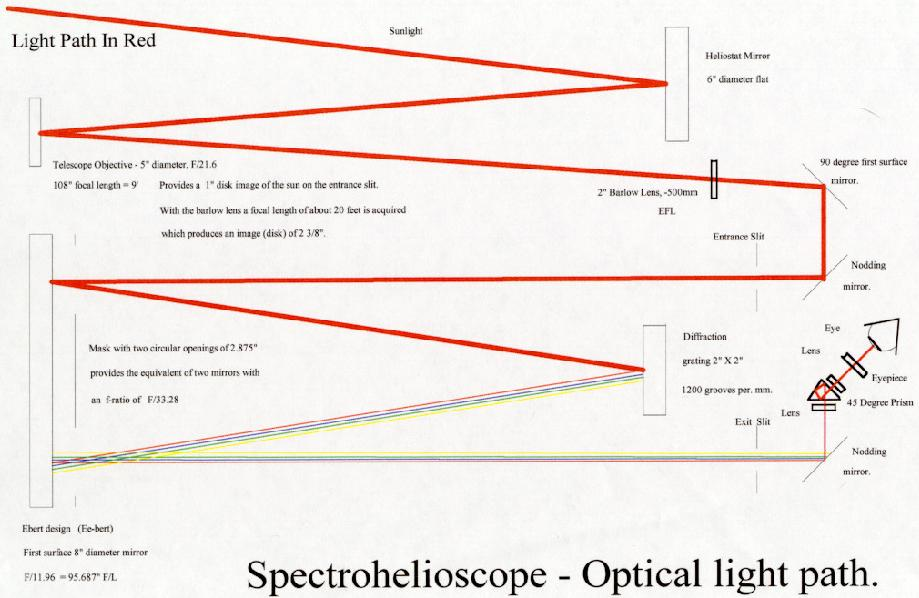 Light Path In Red
Sunlight
Heliostat Mirror
6" diameter flat
Telescope Objective - 5" diameter, F/21.6
108" focal length = 9'    Provides a 1" disk image of the sun on the entrance slit.
With the barlow lens a focal length of about 20 feet is acquired
which produces an image (disk) of 2 3/8".
2" Barlow Lens, -500mm
EFL
90 degree first surface
mirror.
Entrance Slit
Nodding
mirror.
Mask with two circular openings of 2.875"
provides the equivalent of two mirrors with
an f-ratio of F/33.28
Diffraction
grating 2" X 2"
1200 grooves per. mm.
Eye
Lens
Eyepiece
45 Degree Prism
Lens
Exit Slit
Nodding
mirror.
Ebert design (Ee-bert)
First surface 8" diameter mirror
F/11.96 = 95.687" F/L
Spectrohelioscope - Optical light path.